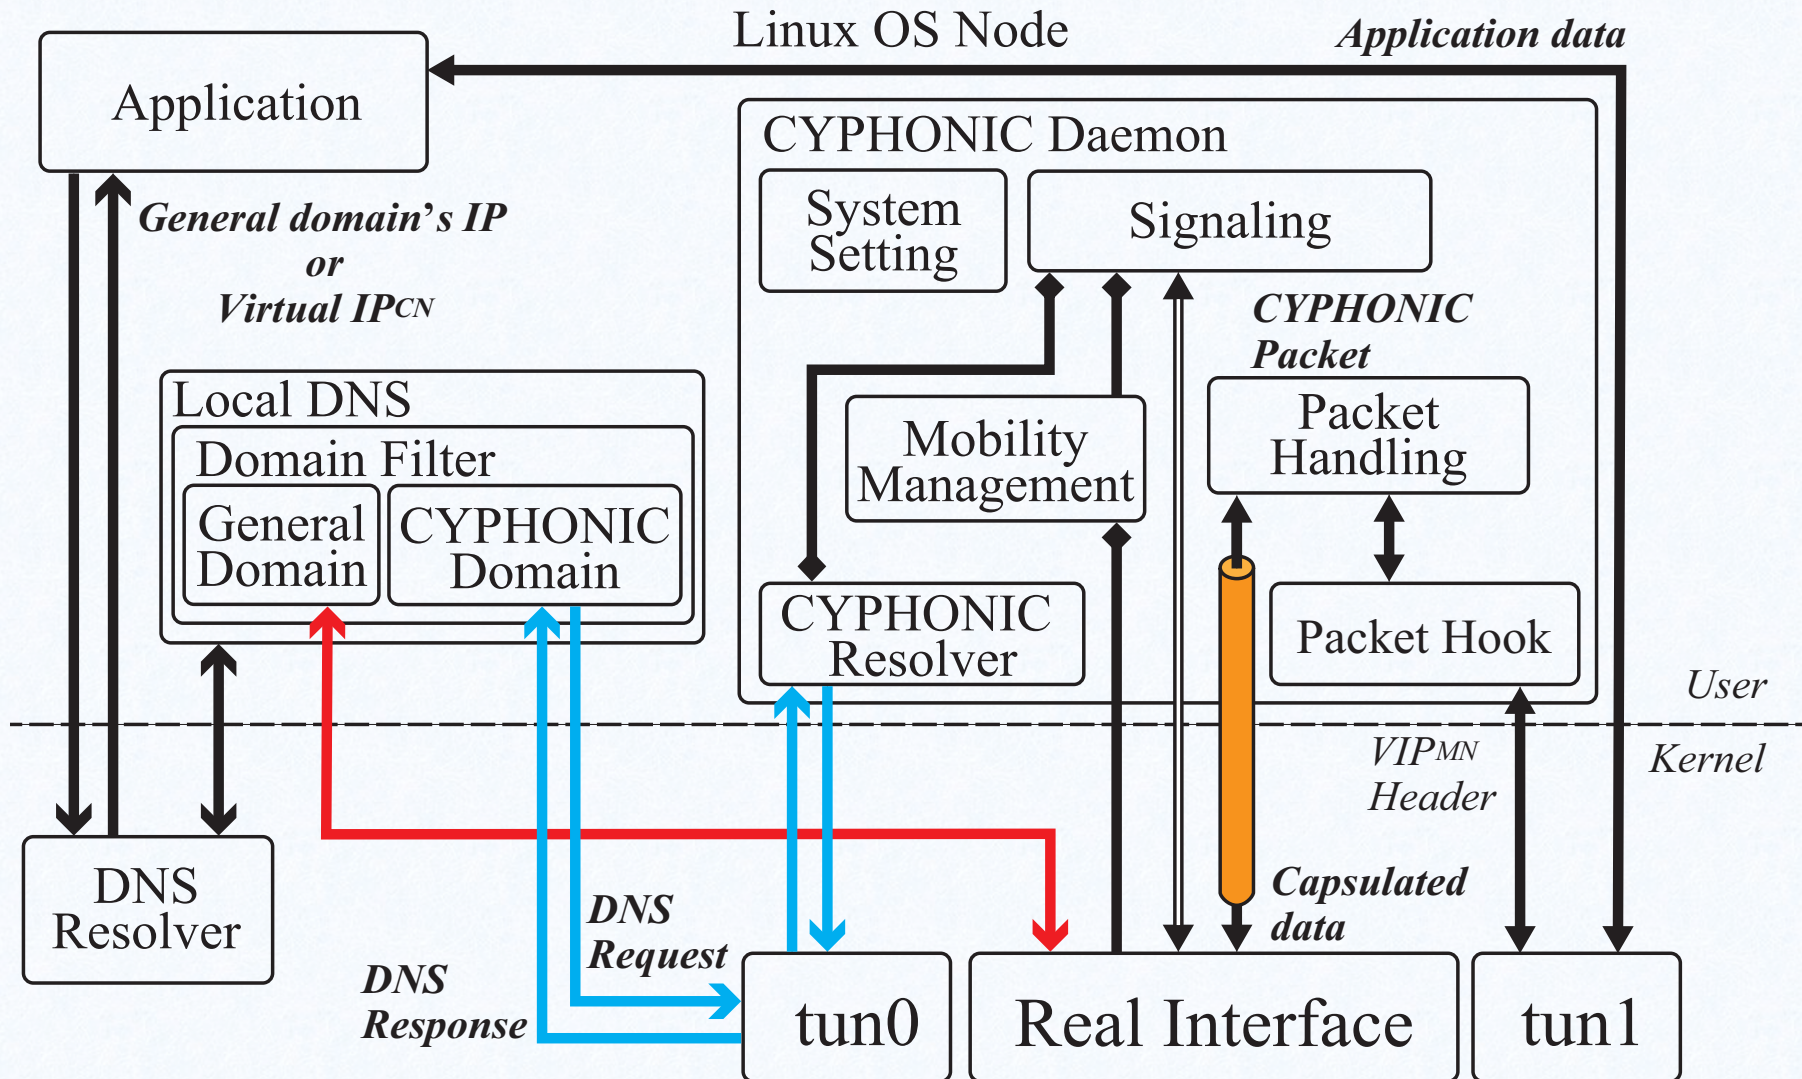 Linux OS Node
Application data
Application
CYPHONIC Daemon
System
Setting
Signaling
General domain's IP
or
Virtual IPCN
CYPHONIC
Packet
Local DNS
Domain Filter
General
Domain
CYPHONIC
Domain
Mobility
Management
Packet
Handling
CYPHONIC
Resolver
Packet Hook
User
VIPMN
Header
Kernel
DNS
Resolver
DNS
Request
DNS
Response
Capsulated
data
tun0
Real Interface
tun1